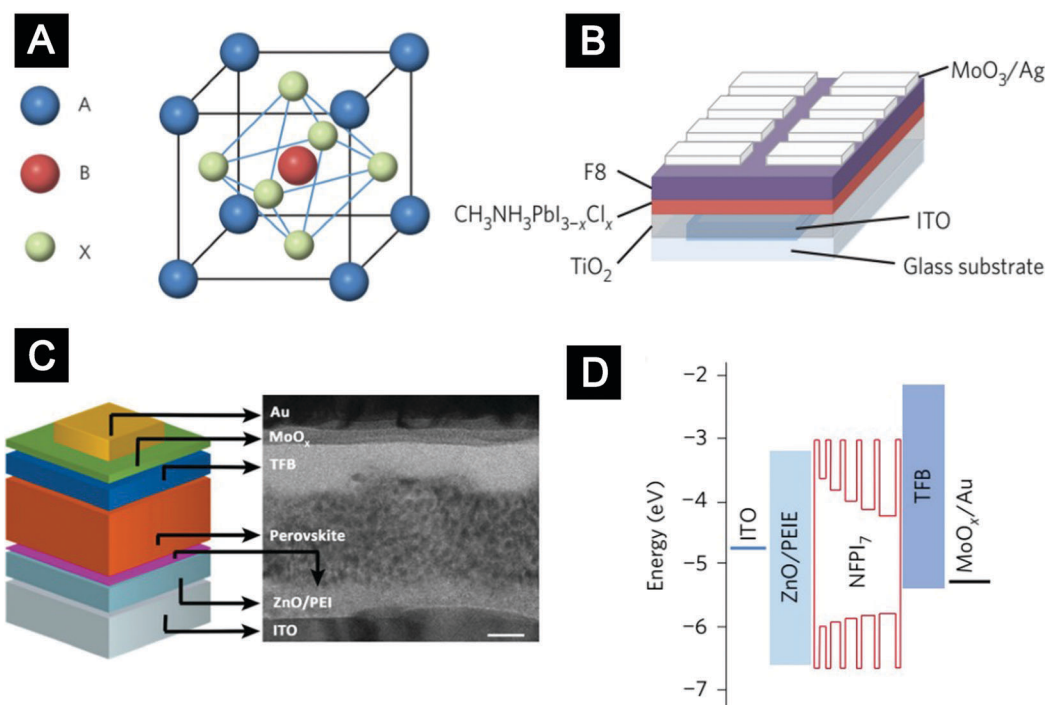 A
A
B
X
B
MoO₃/Ag
F8
CH₃NH₃PbI₃₋ₓClₓ
TiO₂
ITO
Glass substrate
C
Au
MoOₓ
TFB
Perovskite
ZnO/PEI
ITO
D
Energy (eV)
−2
−3
−4
−5
−6
−7
ITO
ZnO/PEIE
NFPI₇
TFB
MoOₓ/Au